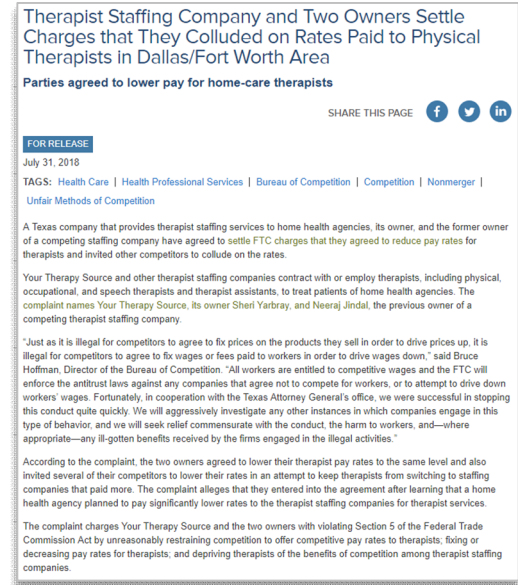 Therapist Staffing Company and Two Owners Settle
Charges that They Colluded on Rates Paid to Physical
Therapists in Dallas/Fort Worth Area
Parties agreed to lower pay for home-care therapists
SHARE THIS PAGE
FOR RELEASE
July 31, 2018
TAGS: Health Care | Health Professional Services | Bureau of Competition | Competition | Nonmerger |
Unfair Methods of Competition
A Texas company that provides therapist staffing services to home health agencies, its owner, and the former owner
of a competing staffing company have agreed to settle FTC charges that they agreed to reduce pay rates for
therapists and invited other competitors to collude on the rates.
Your Therapy Source and other therapist staffing companies contract with or employ therapists, including physical,
occupational, and speech therapists and therapist assistants, to treat patients of home health agencies. The
complaint names Your Therapy Source, its owner Sheri Yarbray, and Neeraj Jindal, the previous owner of a
competing therapist staffing company.
“Just as it is illegal for competitors to agree to fix prices on the products they sell in order to drive prices up, it is
illegal for competitors to agree to fix wages or fees paid to workers in order to drive wages down,” said Bruce
Hoffman, Director of the Bureau of Competition. “All workers are entitled to competitive wages and the FTC will
enforce the antitrust laws against any companies that agree not to compete for workers, or to attempt to drive down
workers’ wages. Fortunately, in cooperation with the Texas Attorney General’s office, we were successful in stopping
this conduct quite quickly. We will aggressively investigate any other instances in which companies engage in this
type of behavior, and we will seek relief commensurate with the conduct, the harm to workers, and—where
appropriate—any ill-gotten benefits received by the firms engaged in the illegal activities.”
According to the complaint, the two owners agreed to lower their therapist pay rates to the same level and also
invited several of their competitors to lower their rates in an attempt to keep therapists from switching to staffing
companies that paid more. The complaint alleges that they entered into the agreement after learning that a home
health agency planned to pay significantly lower rates to the therapist staffing companies for therapist services.
The complaint charges Your Therapy Source and the two owners with violating Section 5 of the Federal Trade
Commission Act by unreasonably restraining competition to offer competitive pay rates to therapists; fixing or
decreasing pay rates for therapists; and depriving therapists of the benefits of competition among therapist staffing
companies.